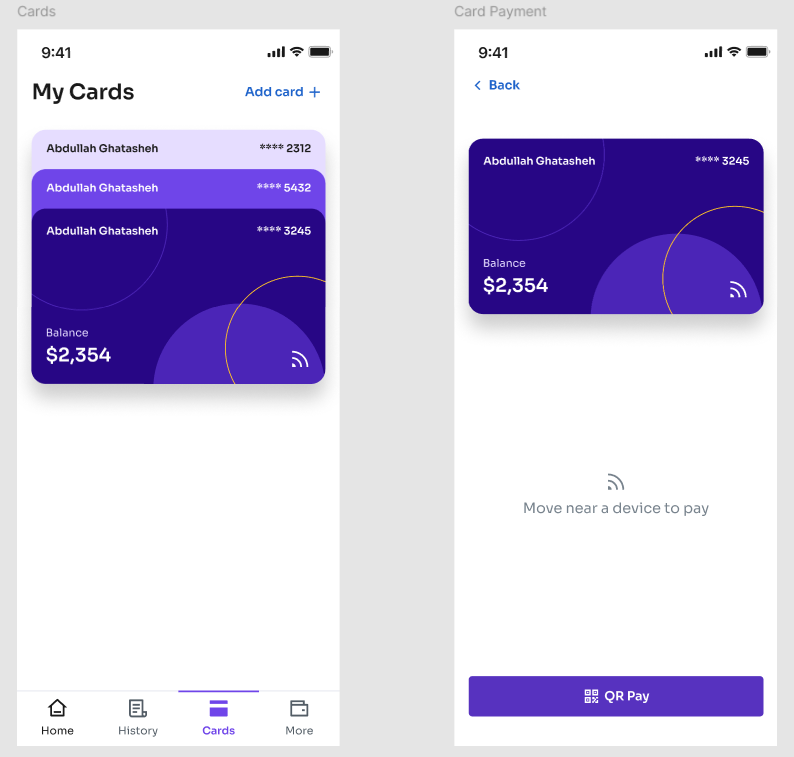 Cards
9:41
My Cards
Add card +
Abdullah Ghatasheh **** 2312
Abdullah Ghatasheh **** 5432
Abdullah Ghatasheh **** 3245
Balance
$2,354
Home
History
Cards
More
Card Payment
9:41
Back
Abdullah Ghatasheh **** 3245
Balance
$2,354
Move near a device to pay
QR Pay